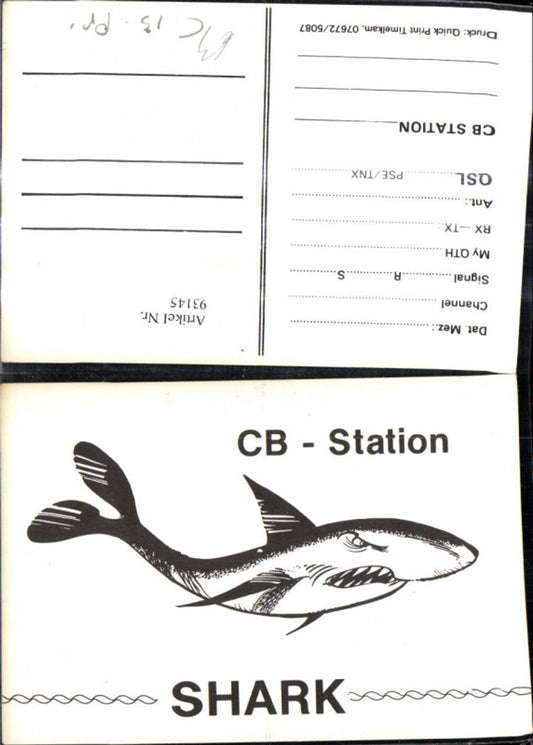 Dat. Mez.:
Channel
Signal R S
My QTH
RX—TX:
Ant.:
QSL PSE/TNX
CB STATION
Druck: Quick Print Timelkam, 07672/5087
Artikel Nr.
93145
CB - Station
SHARK